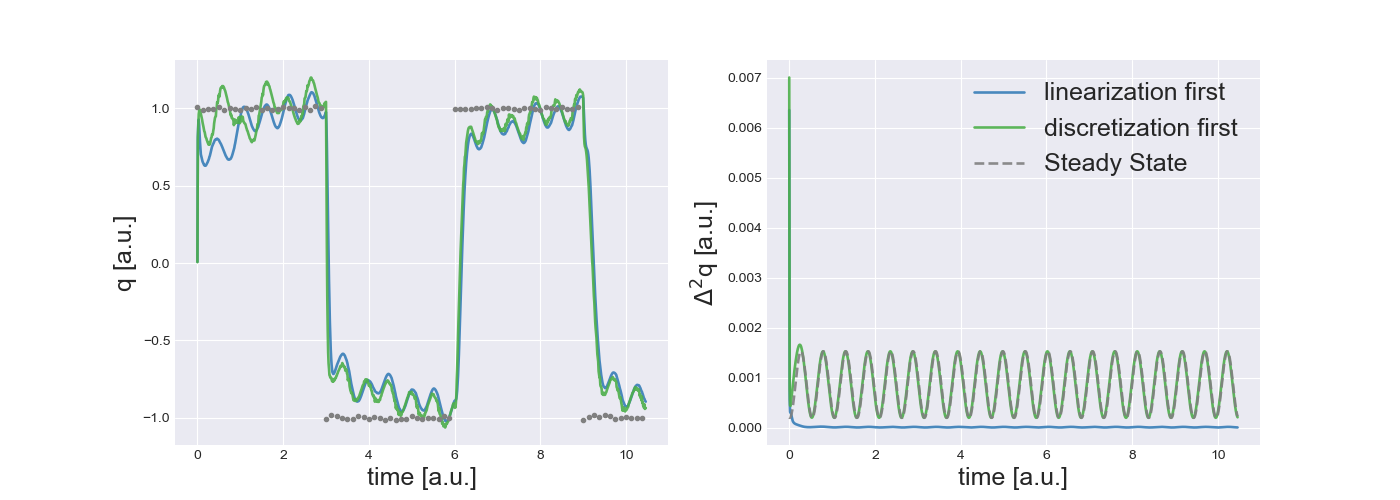 1.0
0.5
0.0
−0.5
−1.0
0 2 4 6 8 10
time [a.u.]
q [a.u.]
0.007
0.006
0.005
0.004
0.003
0.002
0.001
0.000
0 2 4 6 8 10
time [a.u.]
Δ²q [a.u.]
linearization first
discretization first
Steady State